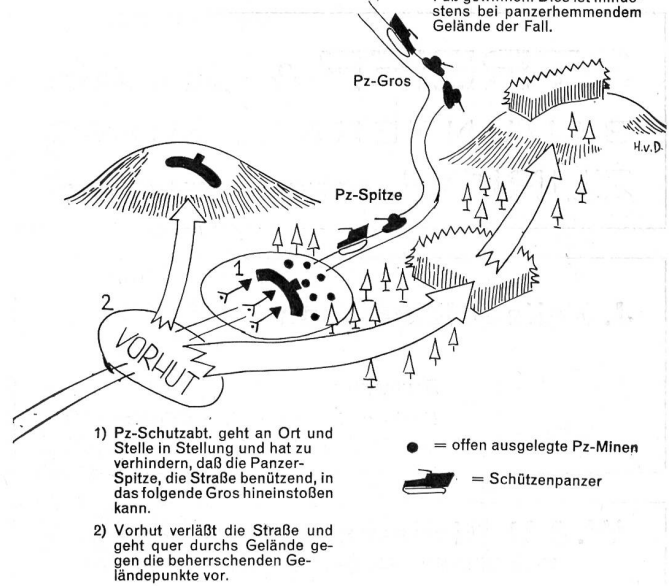 stens bei panzerhemmendem
Gelände der Fall.
Pz-Gros
H.v.D.
Pz-Spitze
1
2
VORHUT
1) Pz-Schutzabt. geht an Ort und
Stelle in Stellung und hat zu
verhindern, daß die Panzer-
Spitze, die Straße benützend, in
das folgende Gros hineinstoßen
kann.
2) Vorhut verläßt die Straße und
geht quer durchs Gelände ge-
gen die beherrschenden Ge-
ländepunkte vor.
= offen ausgelegte Pz-Minen
= Schützenpanzer